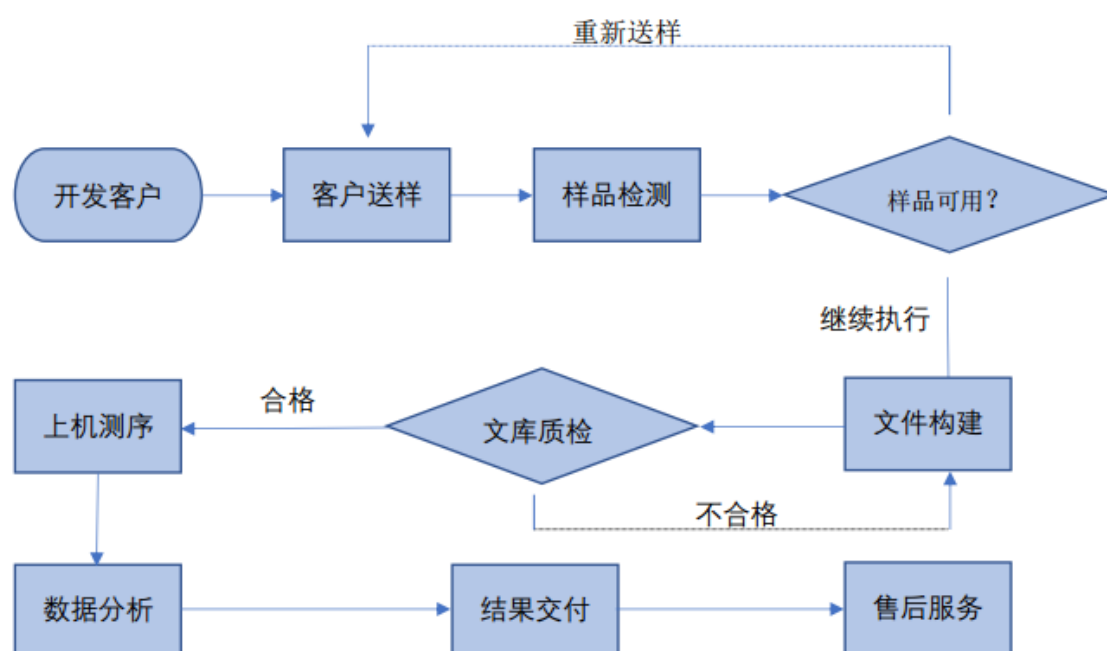 重新送样
开发客户
客户送样
样品检测
样品可用?
继续执行
上机测序
合格
文库质检
文件构建
不合格
数据分析
结果交付
售后服务